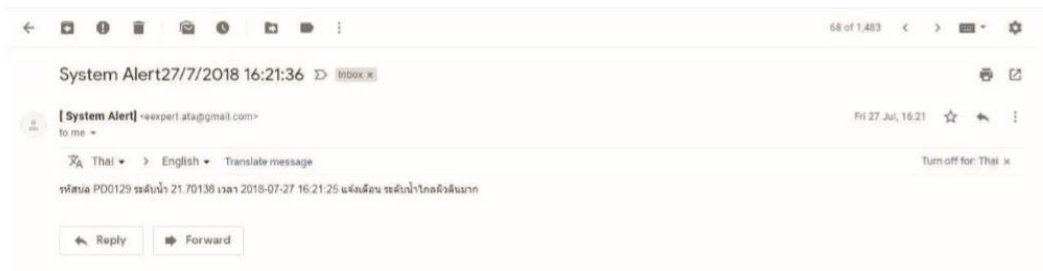 68 of 1,483
System Alert27/7/2018 16:21:36 Inbox x
[ System Alert] <eexpert.ata@gmail.com> Fri 27 Jul, 16:21
to me
Thai > English Translate message Turn off for: Thai x
รหัสบ่อ PD0129 ระดับน้ำ 21.70138 เวลา 2018-07-27 16:21:25 แจ้งเตือน ระดับน้ำใกล้ผิวดินมาก
Reply Forward